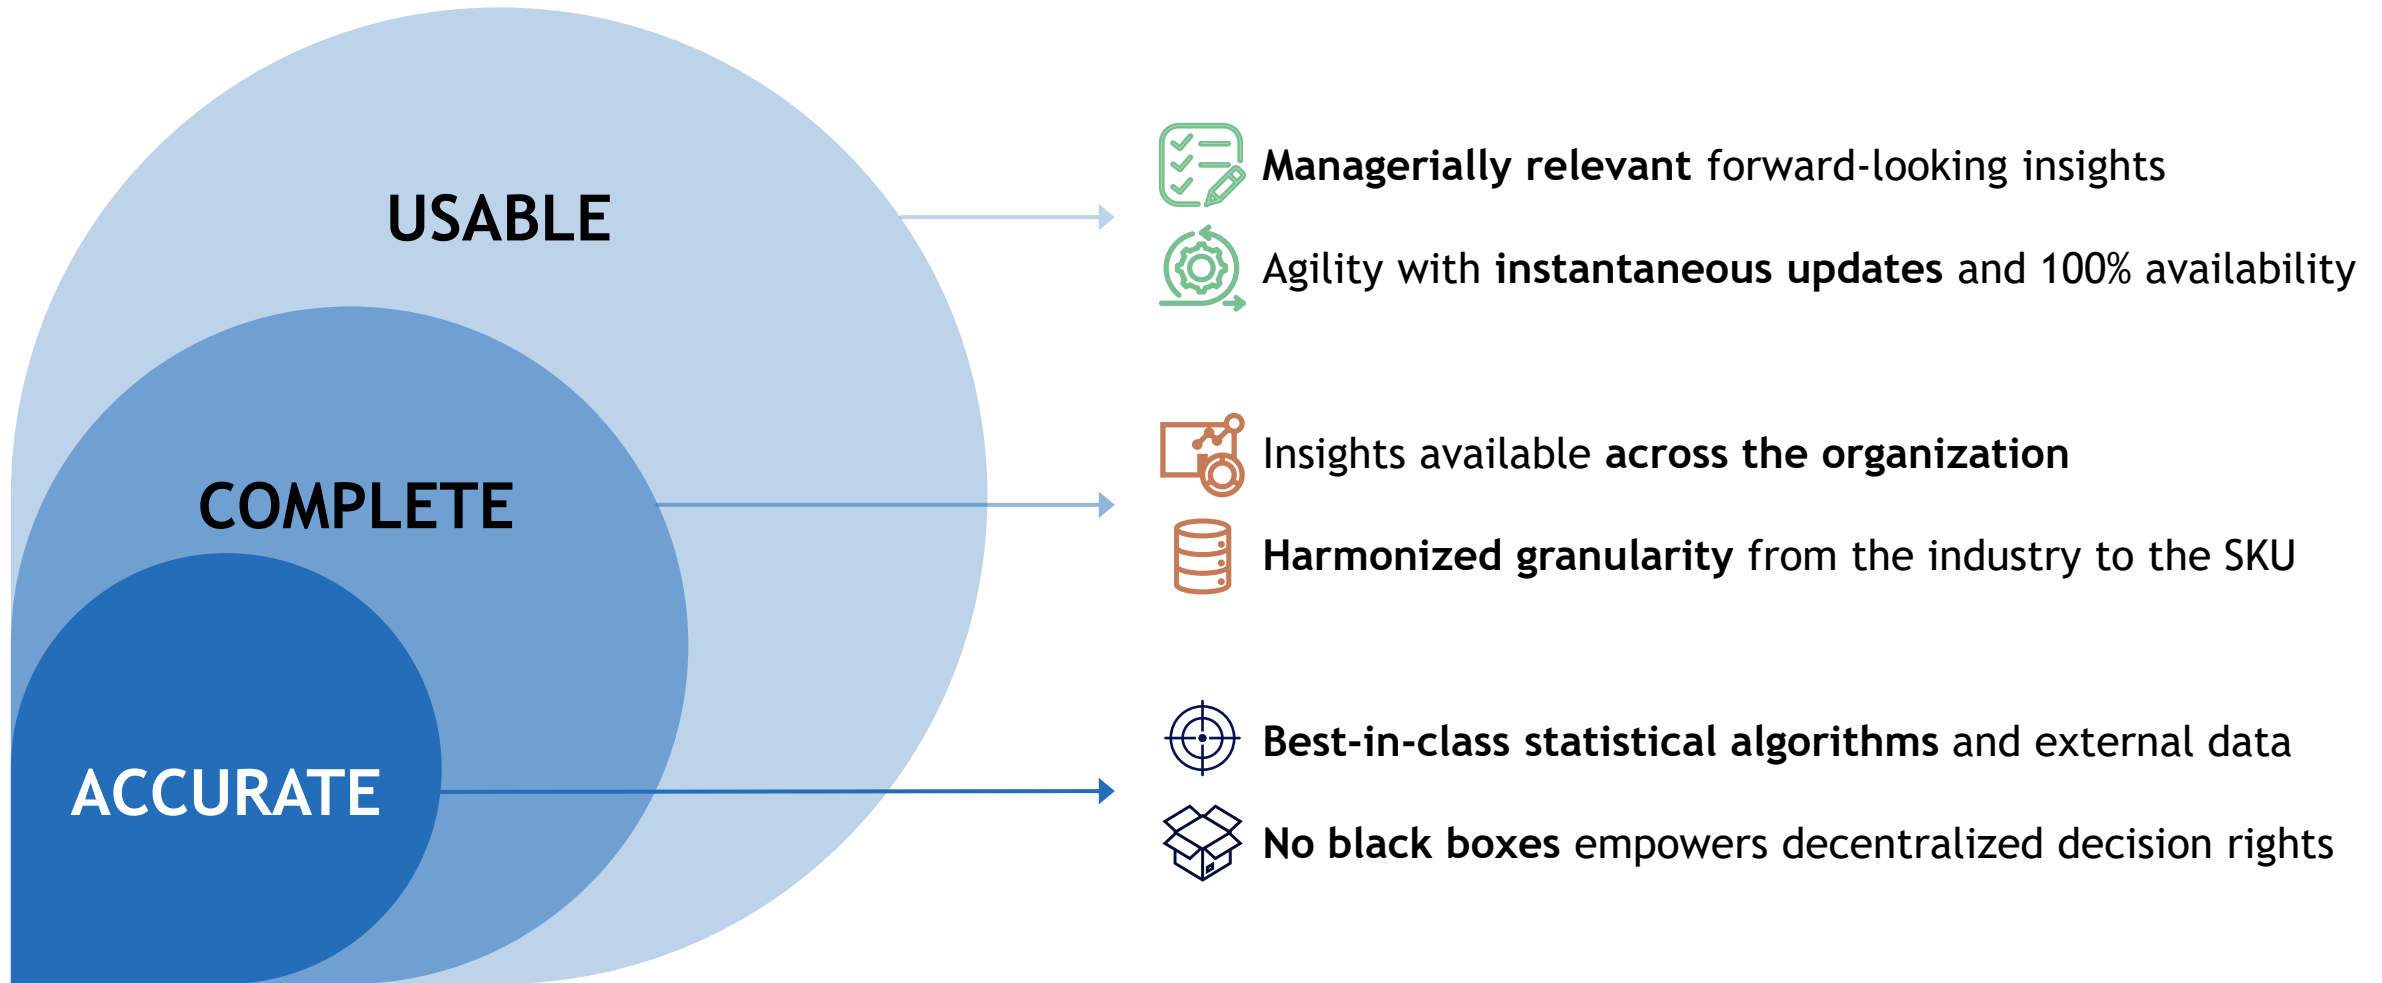 USABLE
Managerially relevant forward-looking insights
Agility with instantaneous updates and 100% availability
COMPLETE
Insights available across the organization
Harmonized granularity from the industry to the SKU
ACCURATE
Best-in-class statistical algorithms and external data
No black boxes empowers decentralized decision rights